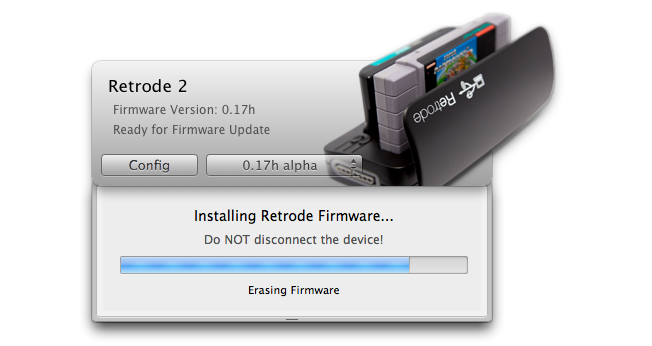 Retrode 2
Firmware Version: 0.17h
Ready for Firmware Update
Retrode
Config
0.17h alpha
Installing Retrode Firmware...
Do NOT disconnect the device!
Erasing Firmware